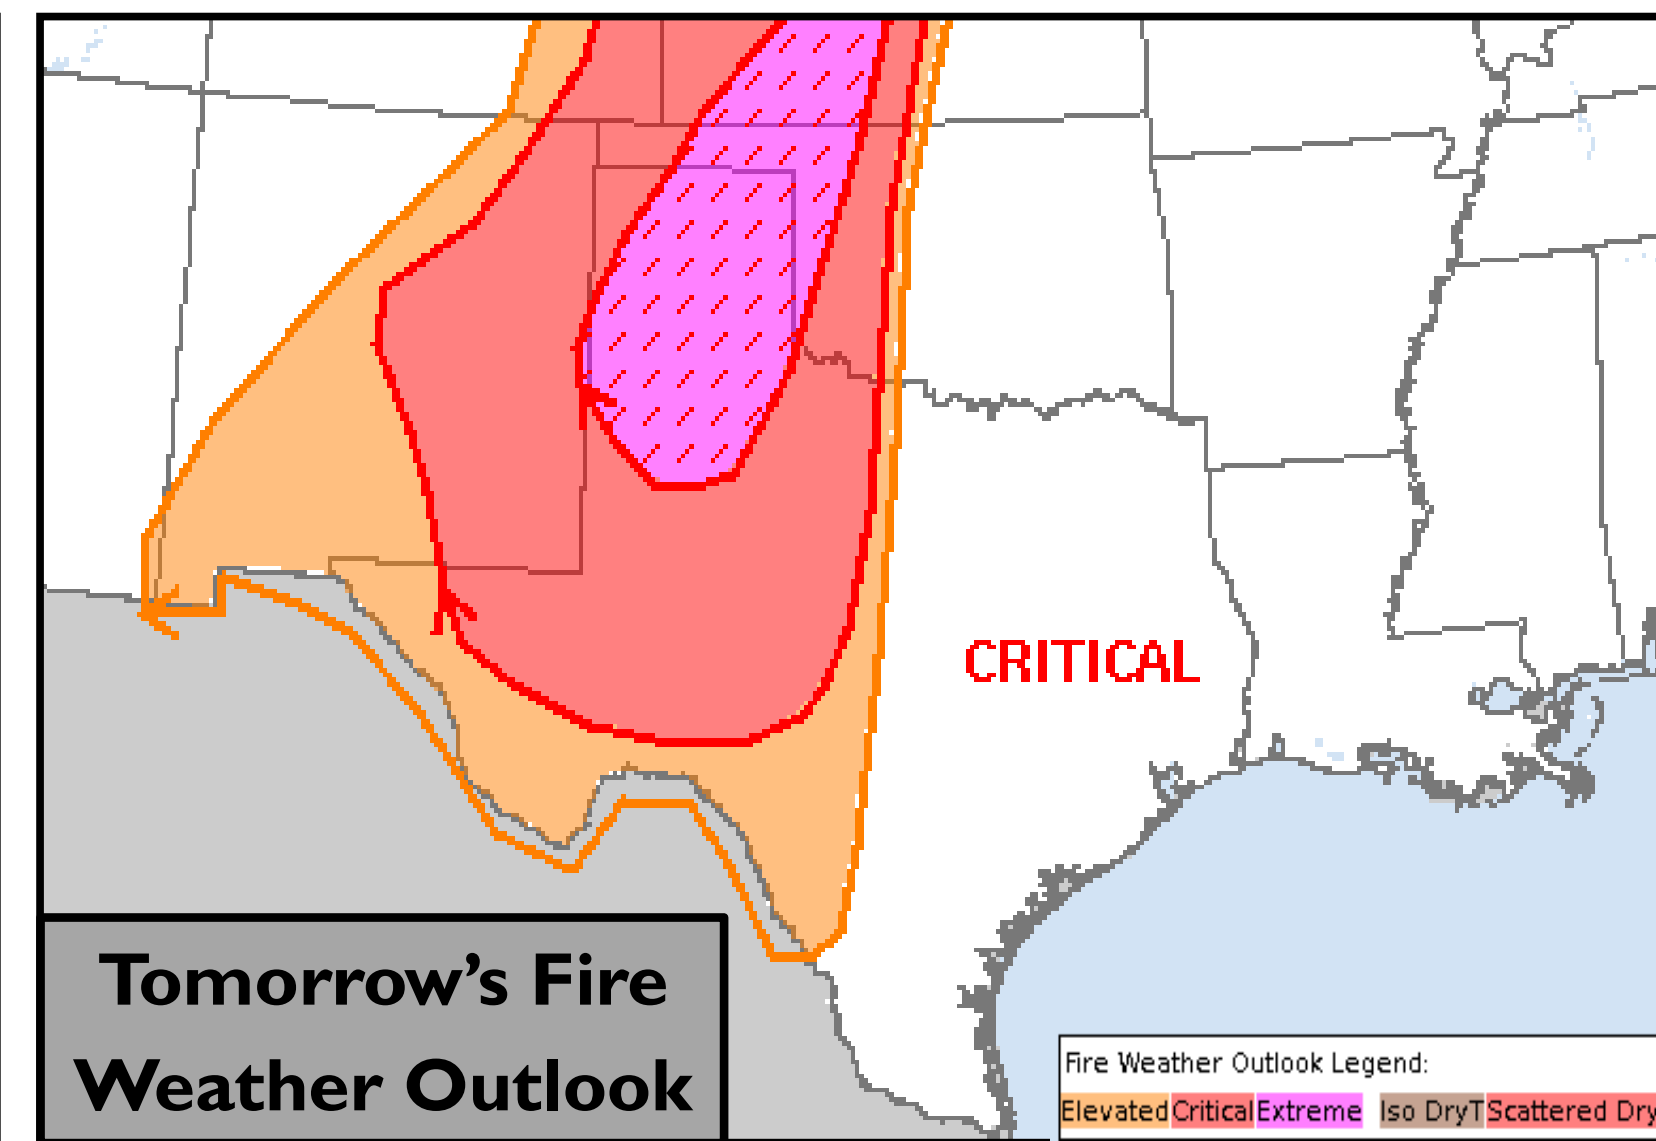 CRITICAL
Tomorrow's Fire
Weather Outlook
Fire Weather Outlook Legend:
Elevated Critical Extreme Iso DryT Scattered Dry